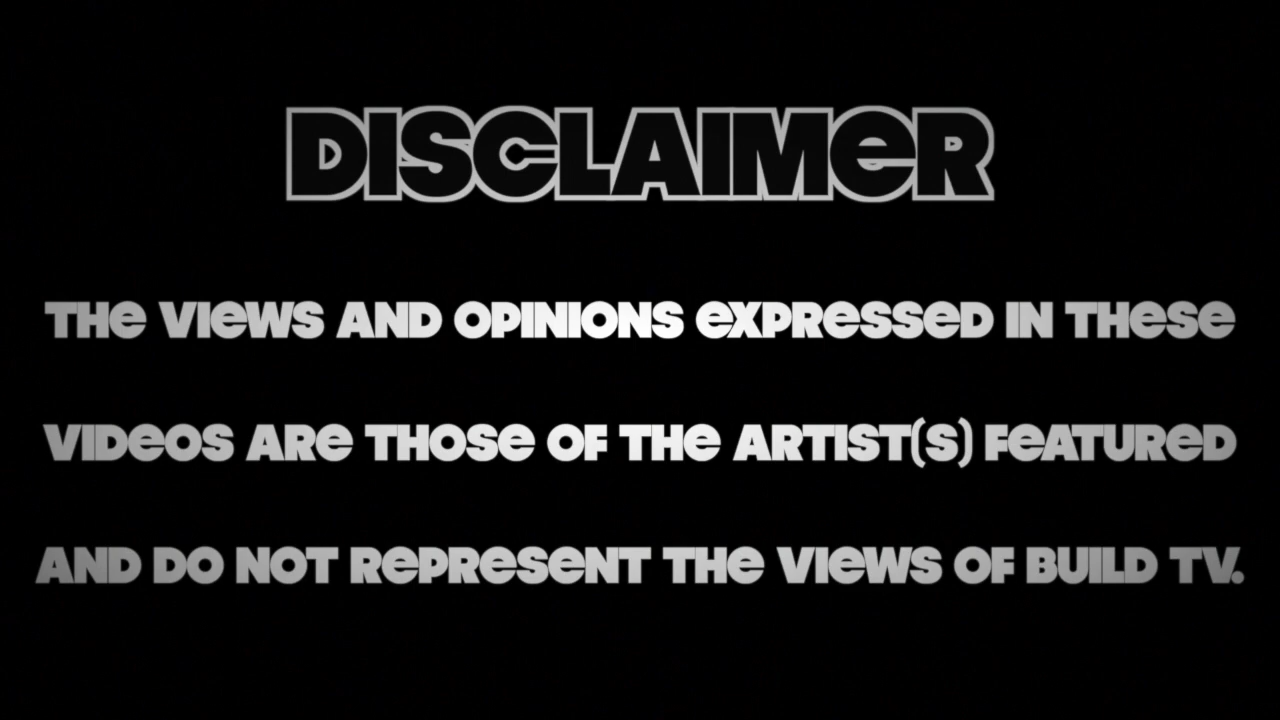 DISCLAIMeR
THe VIeWS AND OPINIONS eXPReSSeD IN THeSe
VIDeOS ARe THOSe OF THe ARTIST(S) FeATUReD
AND DO NOT RePReSeNT THe VIeWS OF BUILD TV.